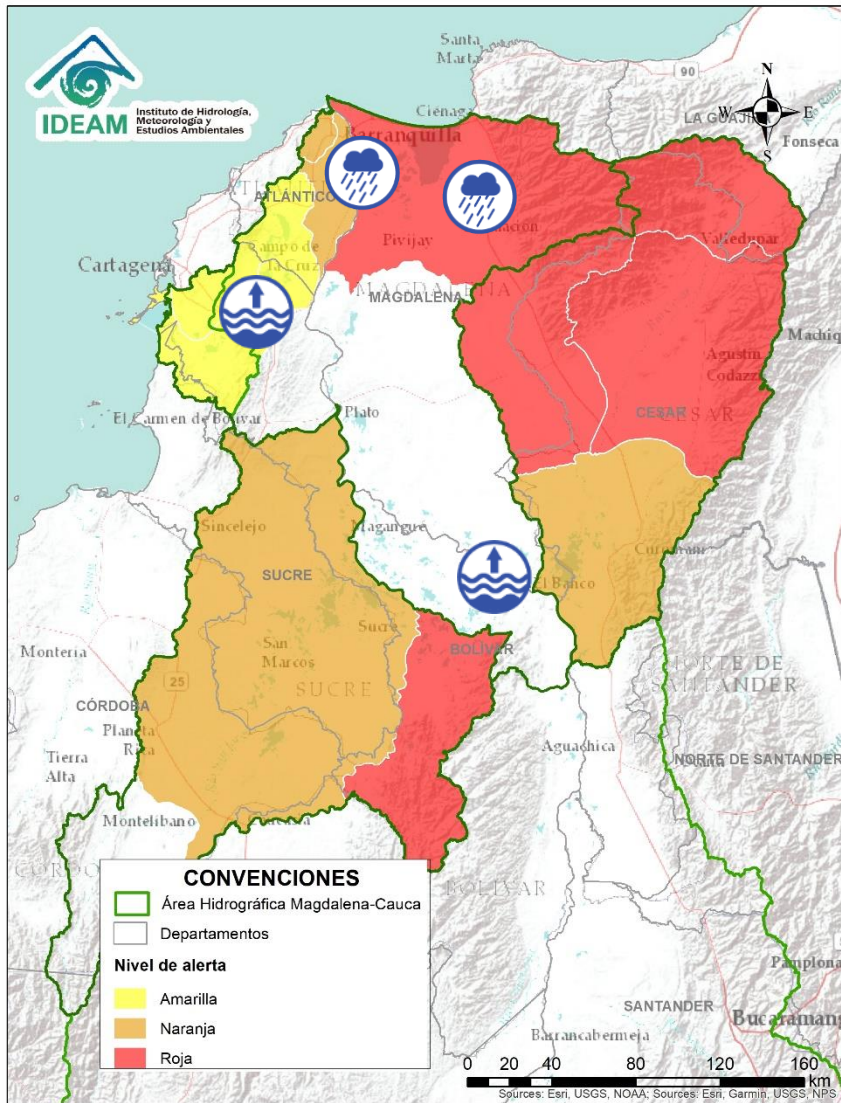 Santa
Marta
IDEAM
Instituto de Hidrología,
Meteorología y
Estudios Ambientales
90
N
W
E
S
LA GUAJIRA
Ciénaga
Barranquilla
Fonseca
ATLÁNTICO
Pivijay
Valledupar
Campo de
la Cruz
Cartagena
MAGDALENA
MAGDALENA
Agustín
Codazzi
CESAR
CESAR
El Carmen de Bolívar
Plato
Sincelejo
Magangue
Curumaní
SUCRE
El Banco
Sucre
San
Marcos
SUCRE
BOLÍVAR
Montería
25
CÓRDOBA
Planeta
Rica
NORTE DE
SANTANDER
Tierra
Alta
Aguachica
NORTE DE SANTANDER
Montelíbano
BOLÍVAR
CONVENCIONES
Área Hidrográfica Magdalena-Cauca
Departamentos
Nivel de alerta
Amarilla
Naranja
Roja
Pamplona
SANTANDER
Bucaramang
Barrancabermeja
0 20 40 80 120 160
km
Sources: Esri, USGS, NOAA; Sources: Esri, Garmin, USGS, NPS